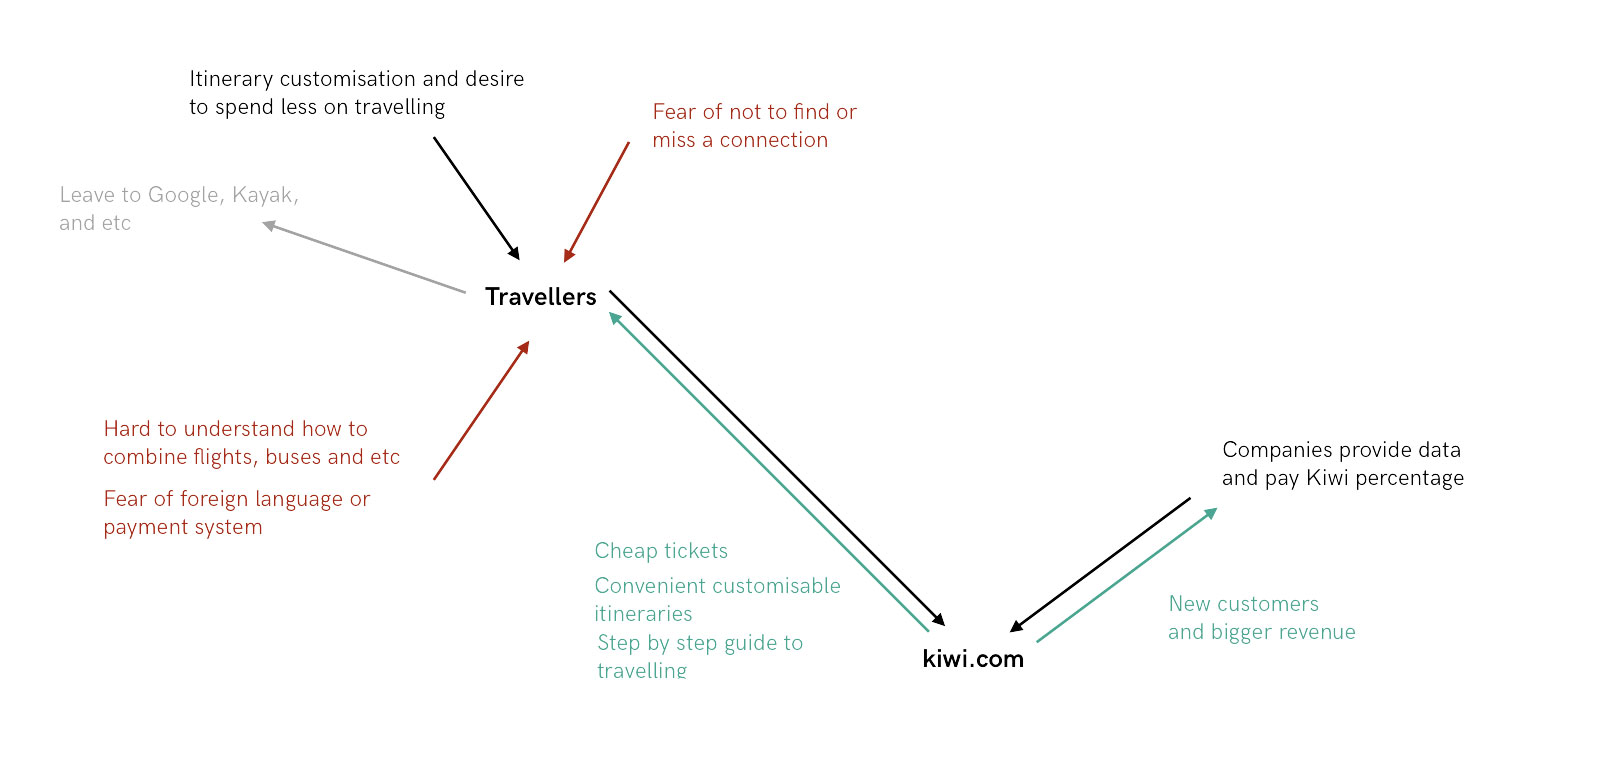 Itinerary customisation and desire
to spend less on travelling
Fear of not to find or
miss a connection
Leave to Google, Kayak,
and etc
Travellers
Hard to understand how to
combine flights, buses and etc
Fear of foreign language or
payment system
Companies provide data
and pay Kiwi percentage
Cheap tickets
Convenient customisable
itineraries
Step by step guide to
travelling
New customers
and bigger revenue
kiwi.com